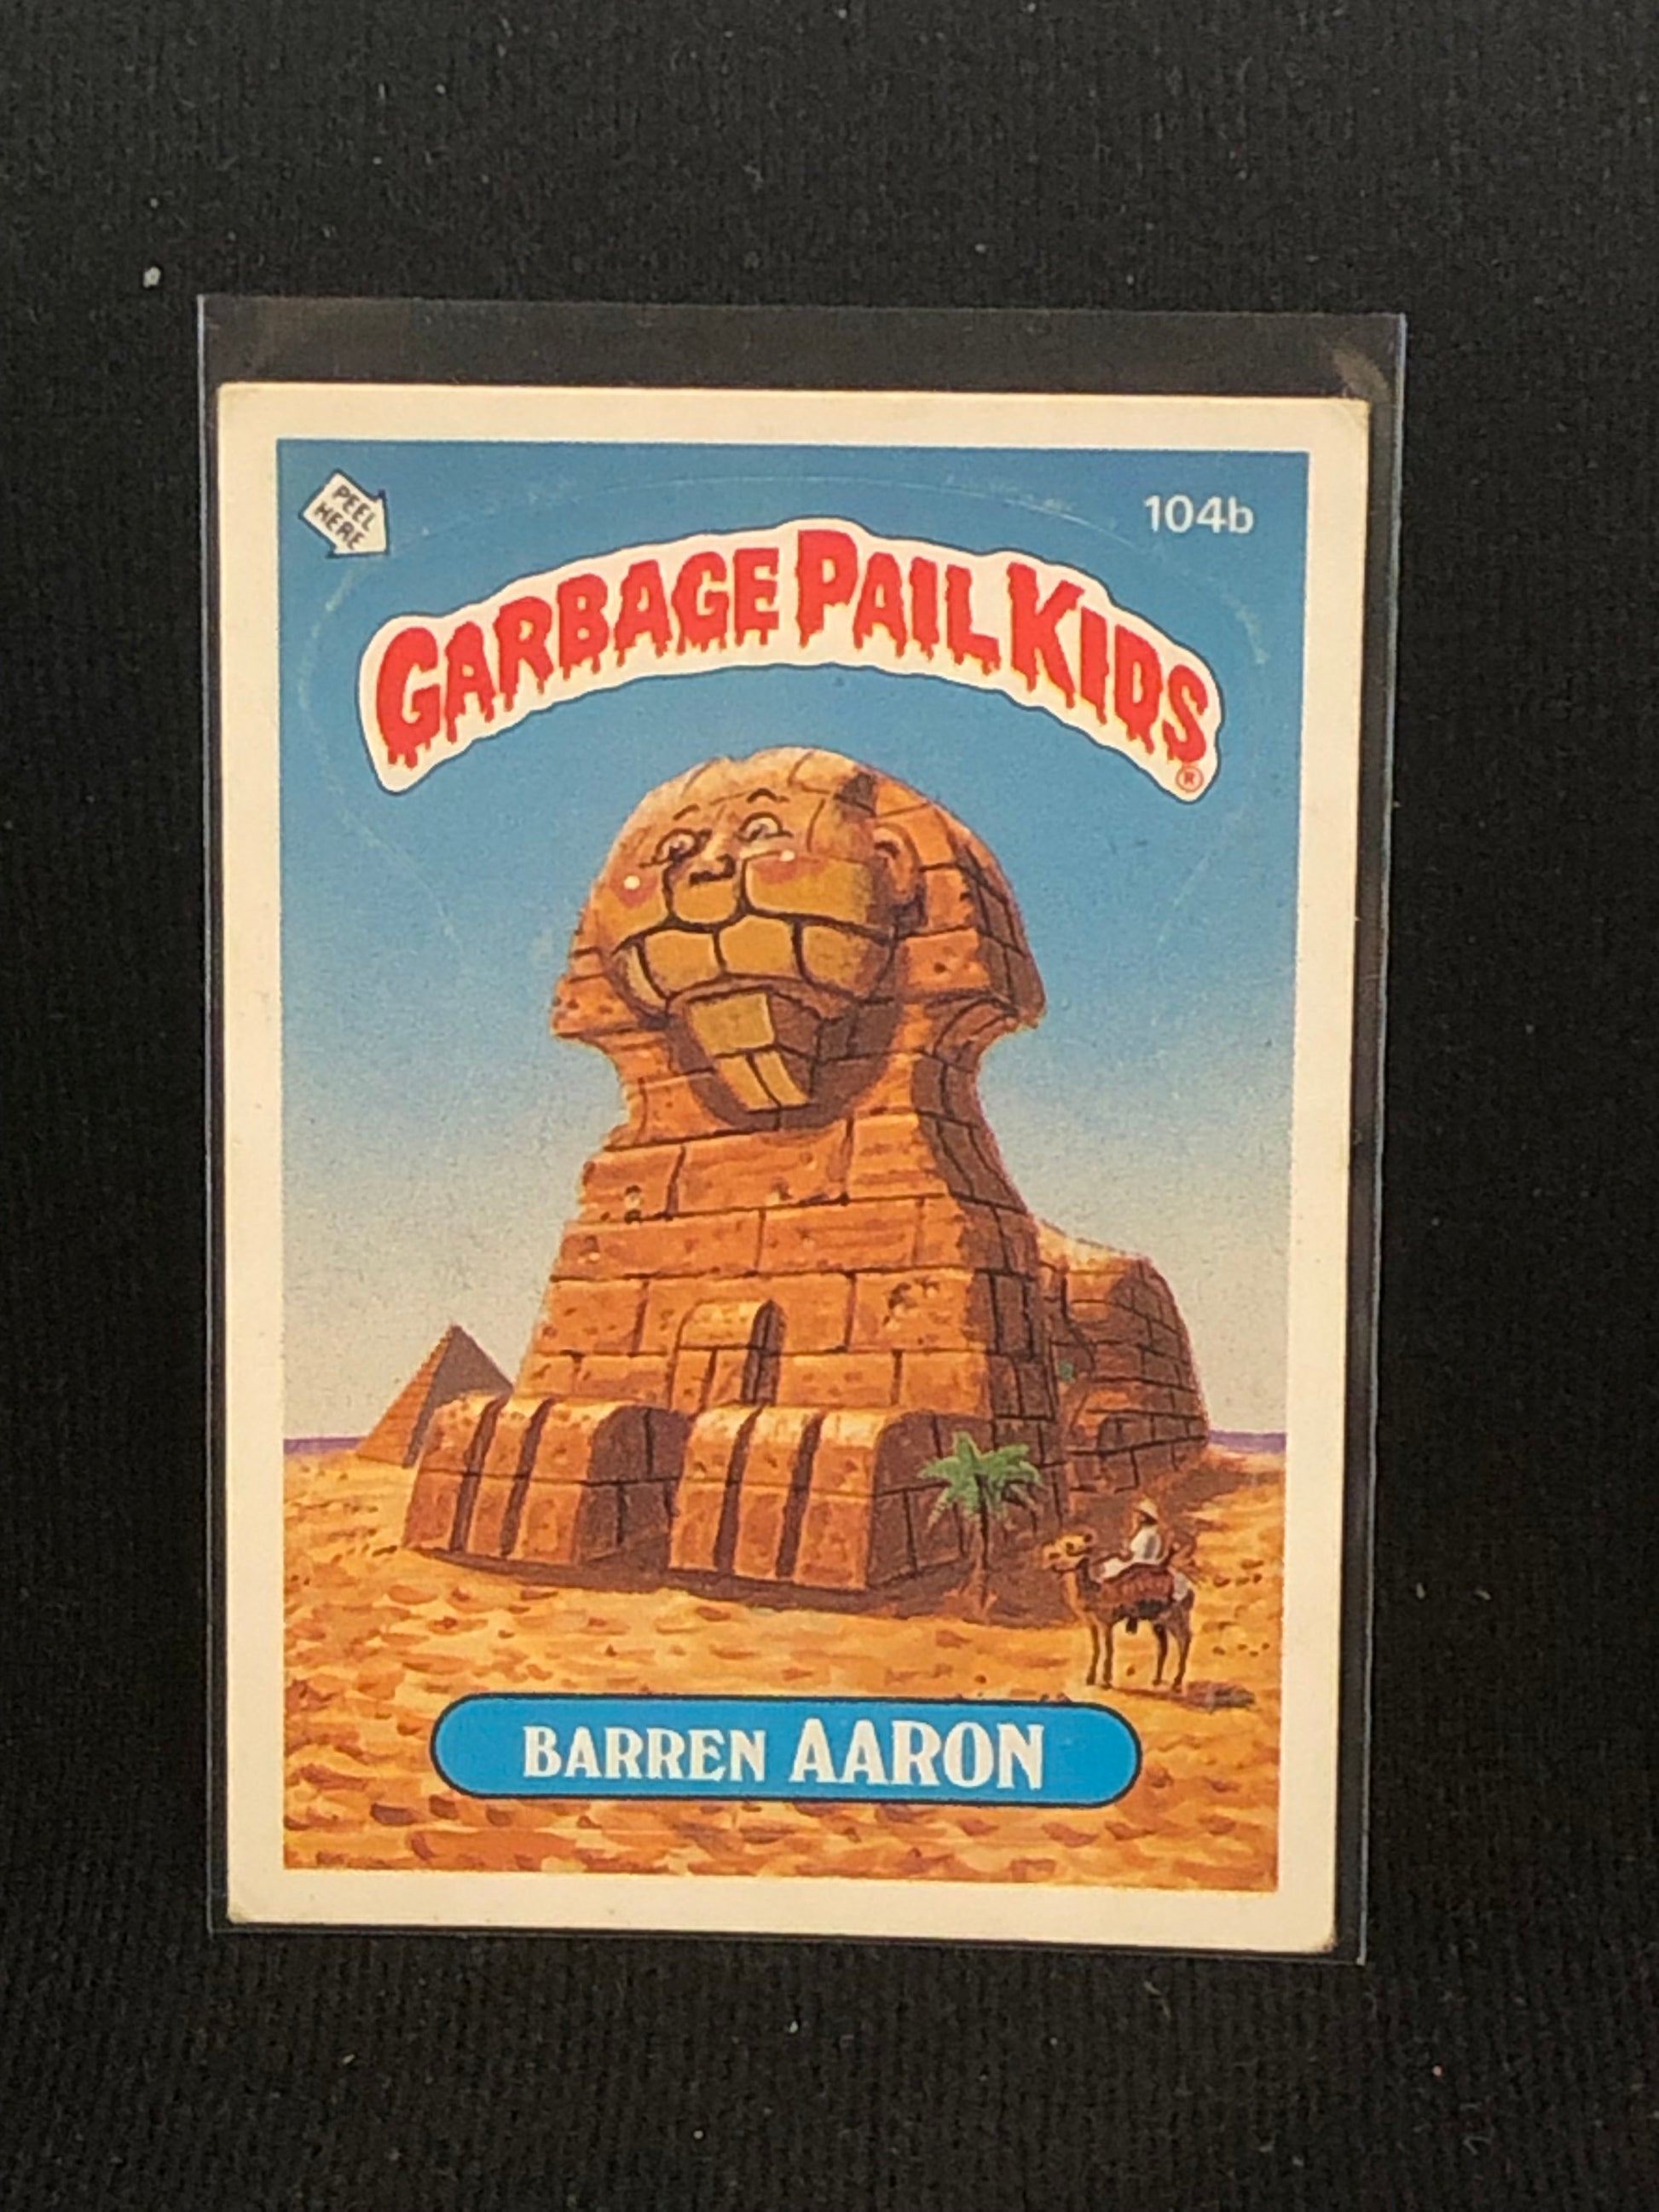 PEEL
HERE
104b
GARBAGE PAIL KIDS
®
BARREN AARON